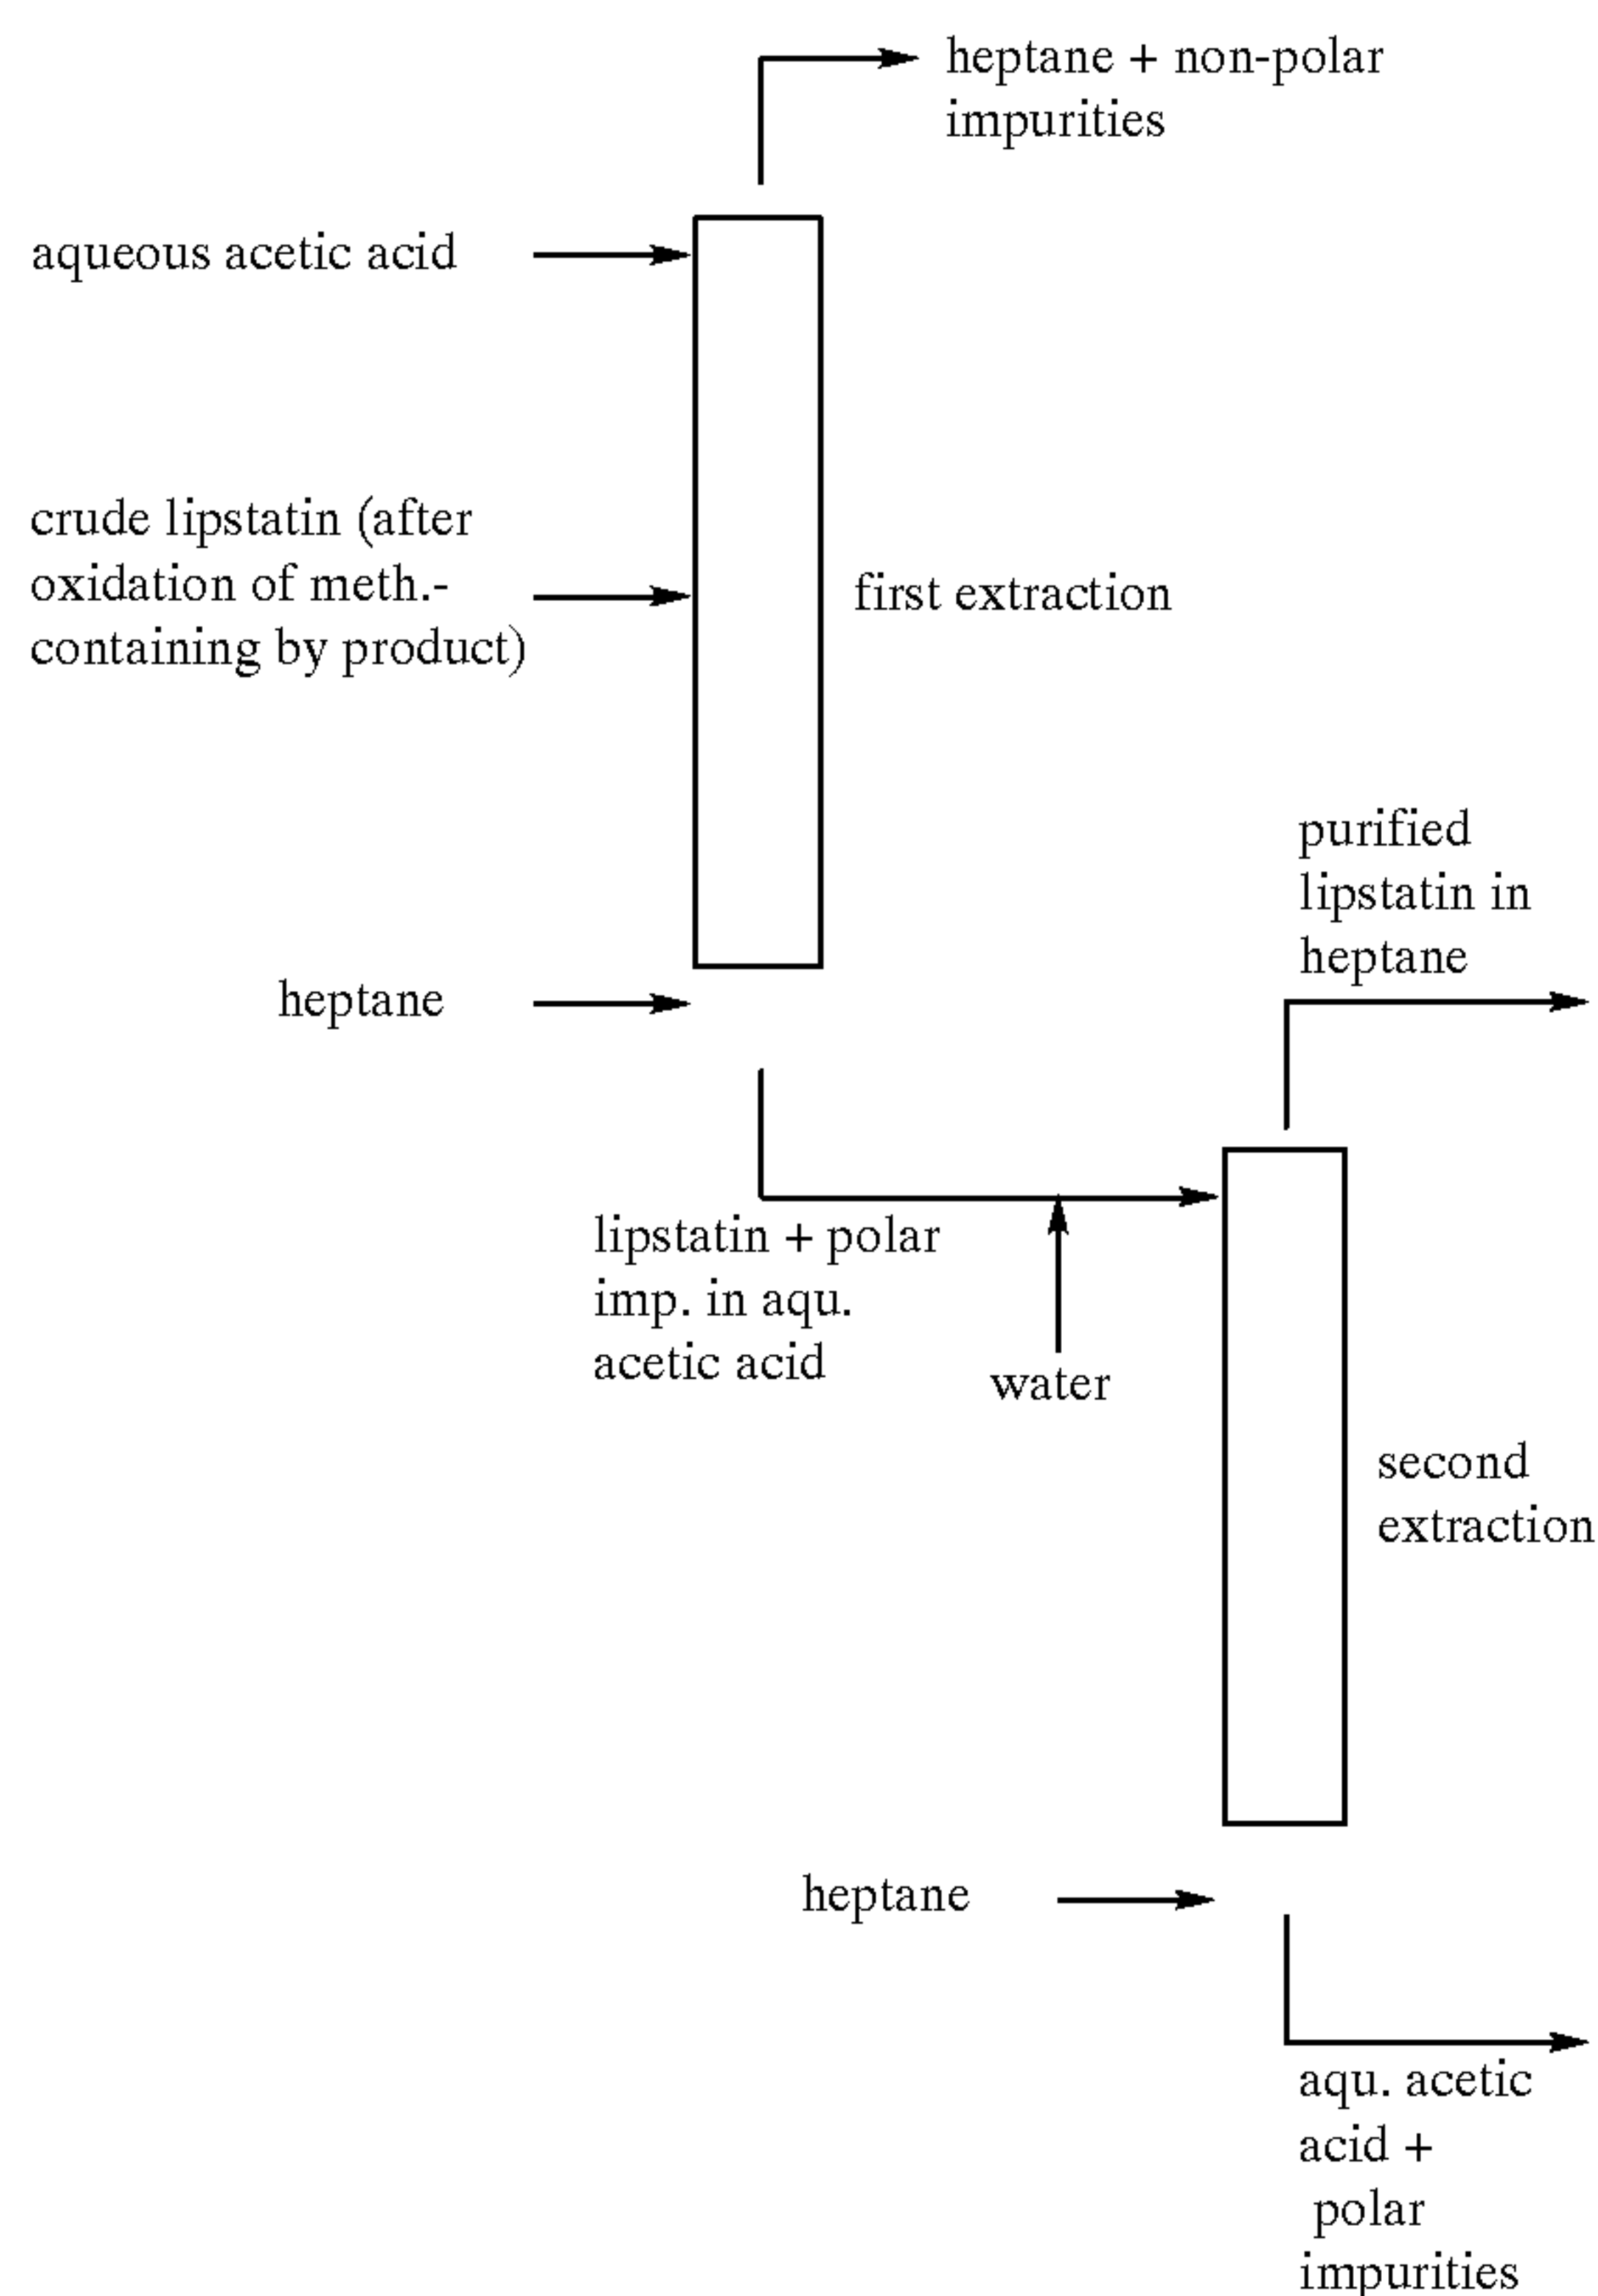 heptane + non-polar
impurities
aqueous acetic acid
crude lipstatin (after
oxidation of meth.-
containing by product)
first extraction
purified
lipstatin in
heptane
heptane
lipstatin + polar
imp. in aqu.
acetic acid
water
second
extraction
heptane
aqu. acetic
acid +
polar
impurities